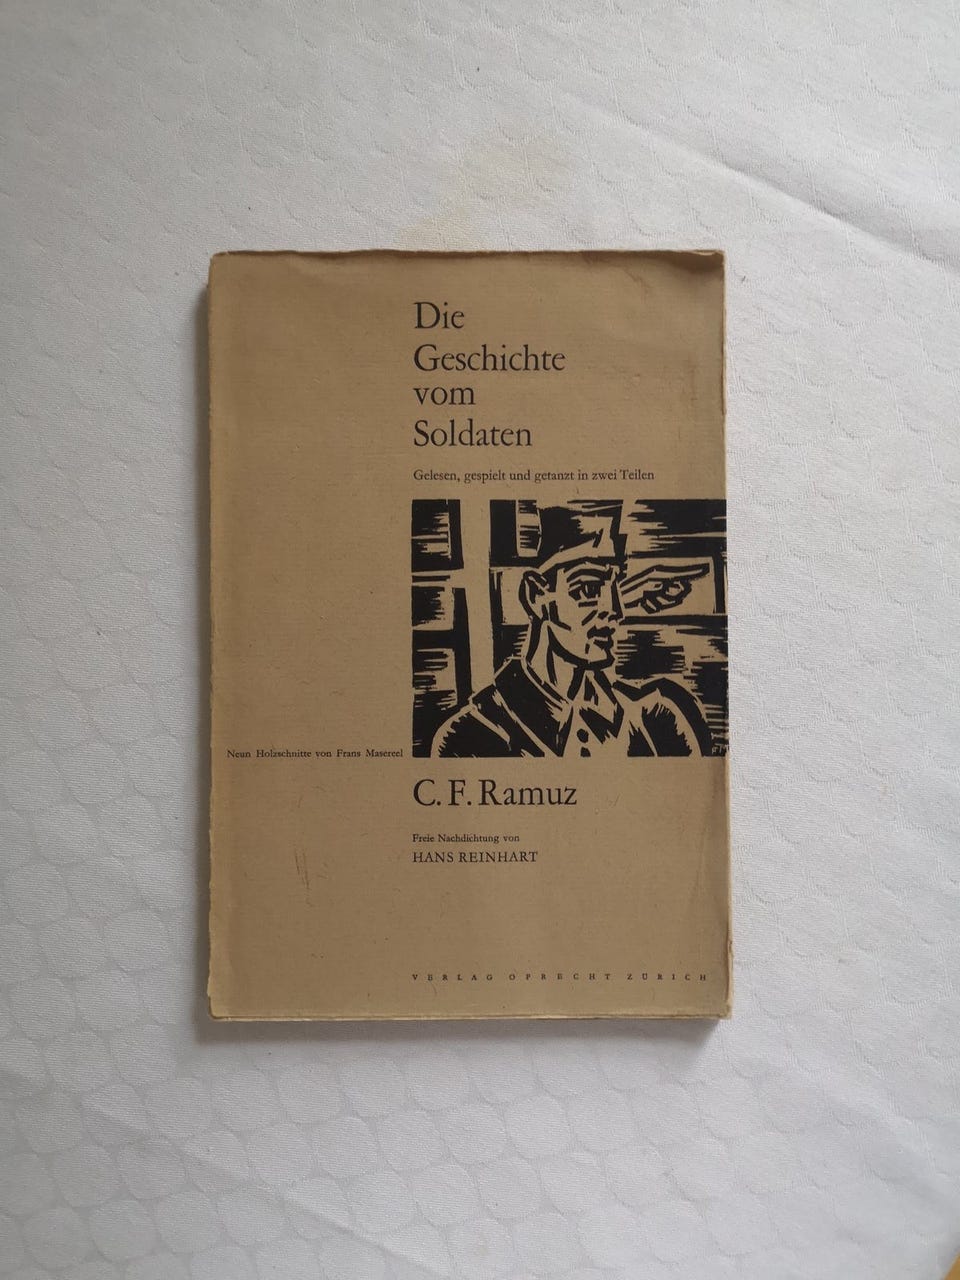 Die
Geschichte
vom
Soldaten
Gelesen, gespielt und getanzt in zwei Teilen
Neun Holzschnitte von Frans Masereel
C. F. Ramuz
Freie Nachdichtung von
HANS REINHART
VERLAG OPRECHT ZÜRICH